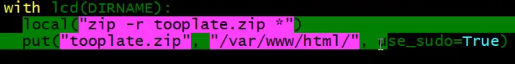 with lcd(DIRNAME):
local("zip -r tooplate.zip *")
put("tooplate.zip", "/var/www/html/", use_sudo=True)